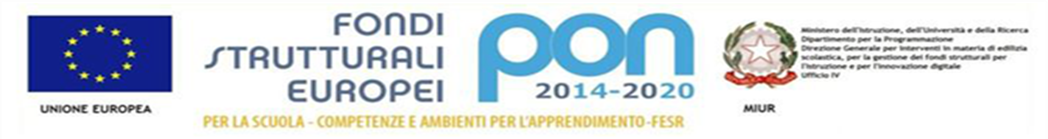 UNIONE EUROPEA
FONDI
STRUTTURALI
EUROPEI
pon
2014-2020
PER LA SCUOLA - COMPETENZE E AMBIENTI PER L'APPRENDIMENTO-FESR
MIUR
Ministero dell'Istruzione, dell'Università e della Ricerca
Dipartimento per la Programmazione
Direzione Generale per interventi in materia di edilizia
scolastica, per la gestione dei fondi strutturali per
l'istruzione e per l'innovazione digitale
Ufficio IV